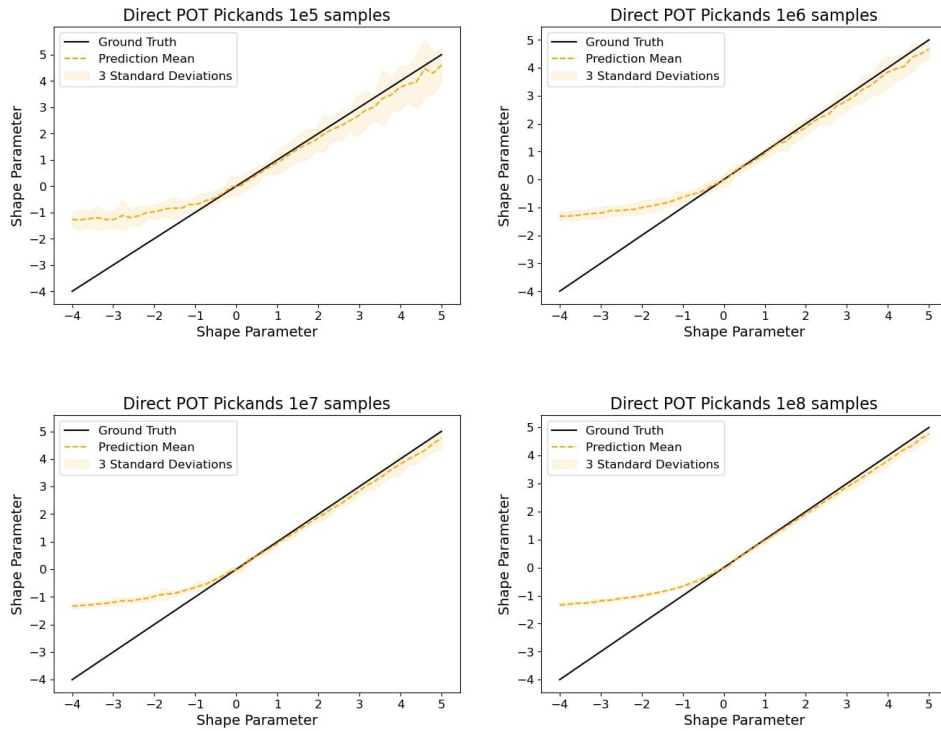 Direct POT Pickands 1e5 samples
Ground Truth
Prediction Mean
3 Standard Deviations
5
4
3
2
1
0
−1
−2
−3
−4
Shape Parameter
−4 −3 −2 −1 0 1 2 3 4 5
Shape Parameter
Direct POT Pickands 1e6 samples
Ground Truth
Prediction Mean
3 Standard Deviations
5
4
3
2
1
0
−1
−2
−3
−4
Shape Parameter
−4 −3 −2 −1 0 1 2 3 4 5
Shape Parameter
Direct POT Pickands 1e7 samples
Ground Truth
Prediction Mean
3 Standard Deviations
5
4
3
2
1
0
−1
−2
−3
−4
Shape Parameter
−4 −3 −2 −1 0 1 2 3 4 5
Shape Parameter
Direct POT Pickands 1e8 samples
Ground Truth
Prediction Mean
3 Standard Deviations
5
4
3
2
1
0
−1
−2
−3
−4
Shape Parameter
−4 −3 −2 −1 0 1 2 3 4 5
Shape Parameter